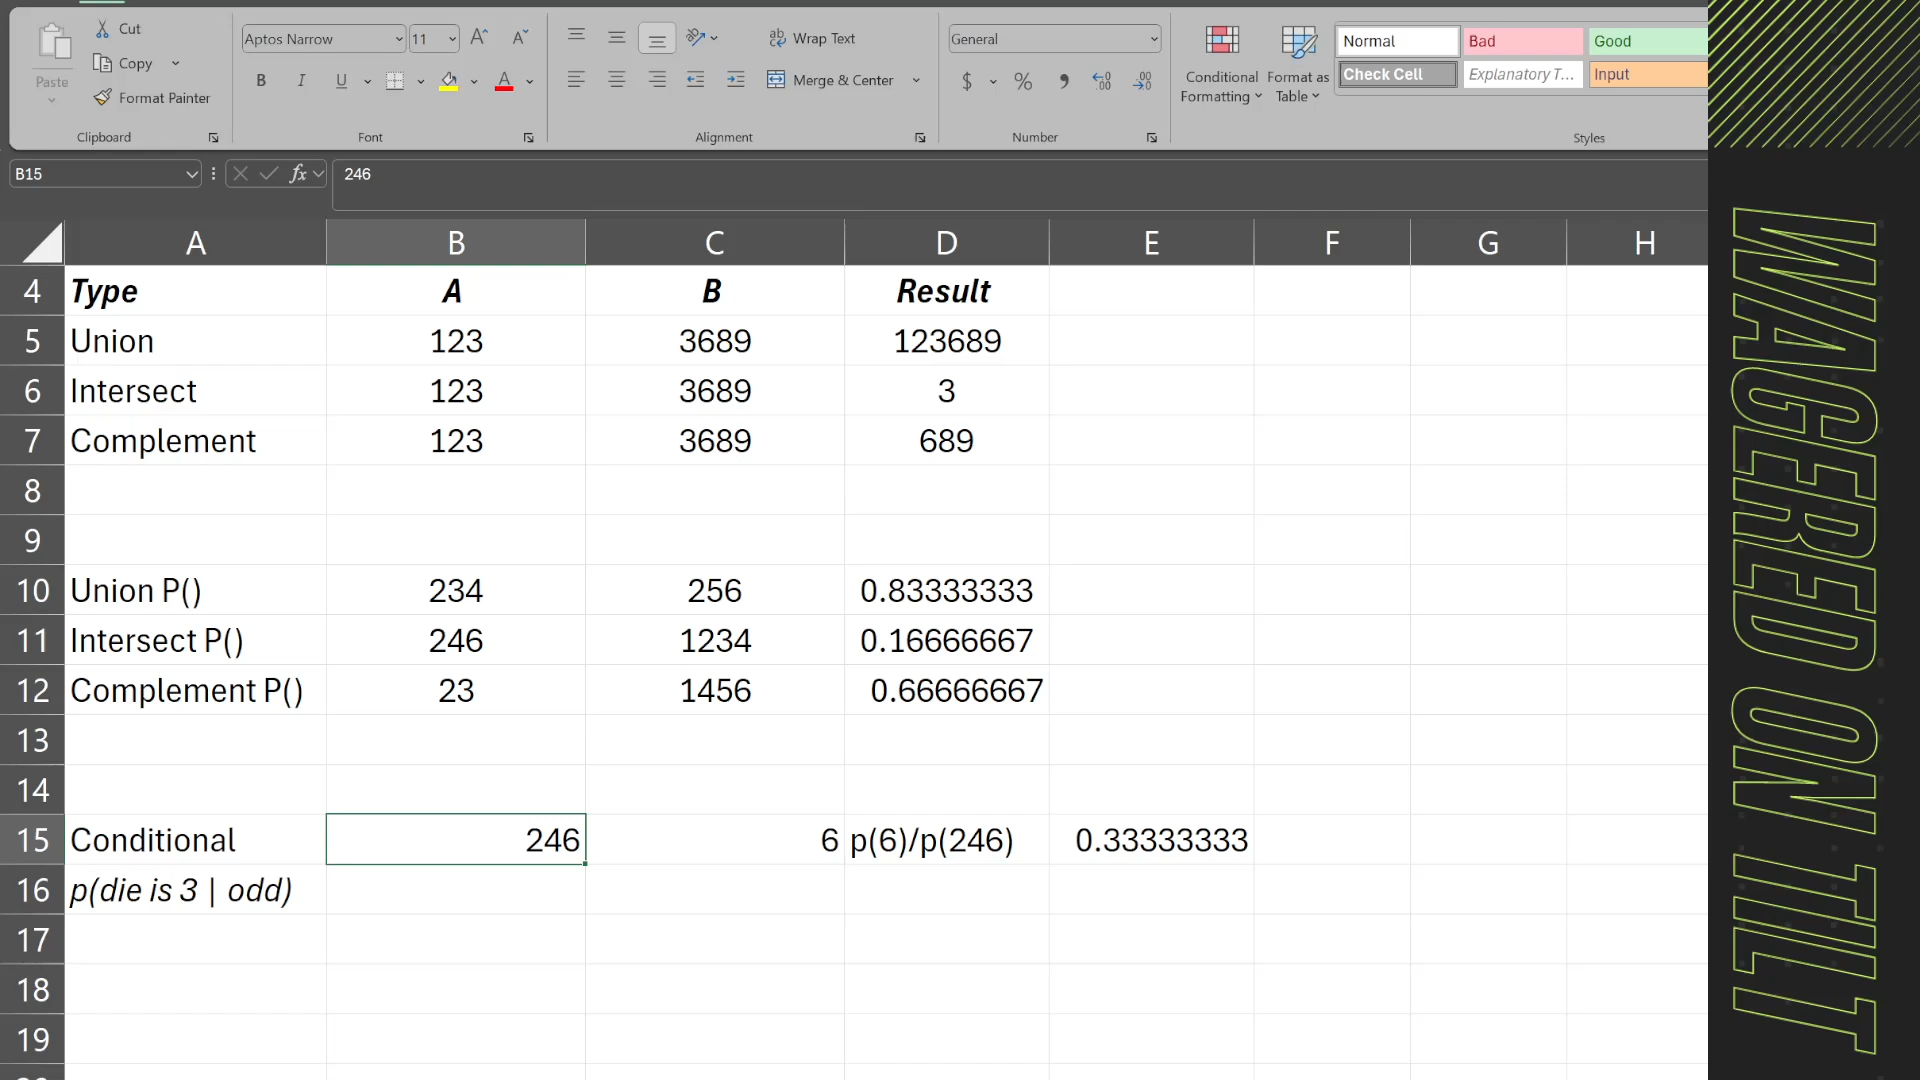 Cut
Copy
Format Painter
Paste
Clipboard
Aptos Narrow 11
B I U
Font
Wrap Text
Merge & Center
Alignment
General
$ % 9
Number
Conditional Formatting
Format as Table
Normal Bad Good
Check Cell Explanatory T... Input
Styles
B15 fx 246
A B C D E F G H
4 Type A B Result
5 Union 123 3689 123689
6 Intersect 123 3689 3
7 Complement 123 3689 689
8
9
10 Union P() 234 256 0.83333333
11 Intersect P() 246 1234 0.16666667
12 Complement P() 23 1456 0.66666667
13
14
15 Conditional 246 6 p(6)/p(246) 0.33333333
16 p(die is 3 | odd)
17
18
19
WAGERED ON TILT